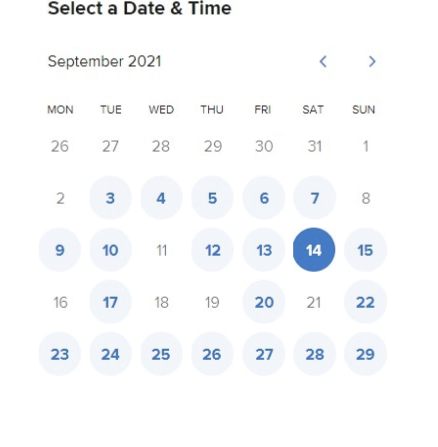 Select a Date & Time
September 2021
MON TUE WED THU FRI SAT SUN
26 27 28 29 30 31 1
2 3 4 5 6 7 8
9 10 11 12 13 14 15
16 17 18 19 20 21 22
23 24 25 26 27 28 29